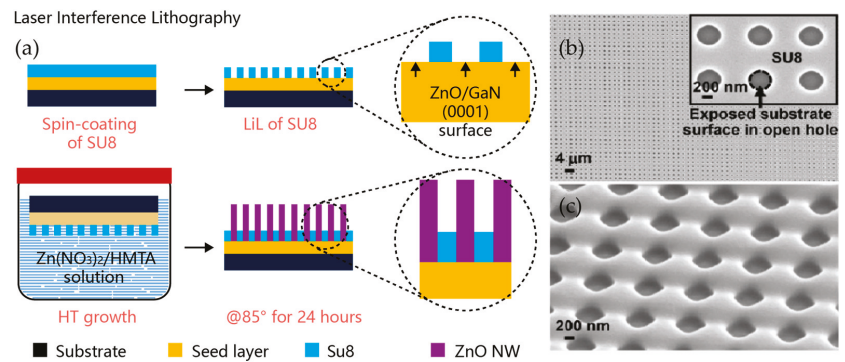 Laser Interference Lithography
(a)
Spin-coating
of SU8
LiL of SU8
ZnO/GaN
(0001)
surface
Zn(NO3)2/HMTA
solution
HT growth
@85° for 24 hours
Substrate
Seed layer
Su8
ZnO NW
(b)
SU8
200 nm
Exposed substrate
surface in open hole
4 μm
(c)
200 nm